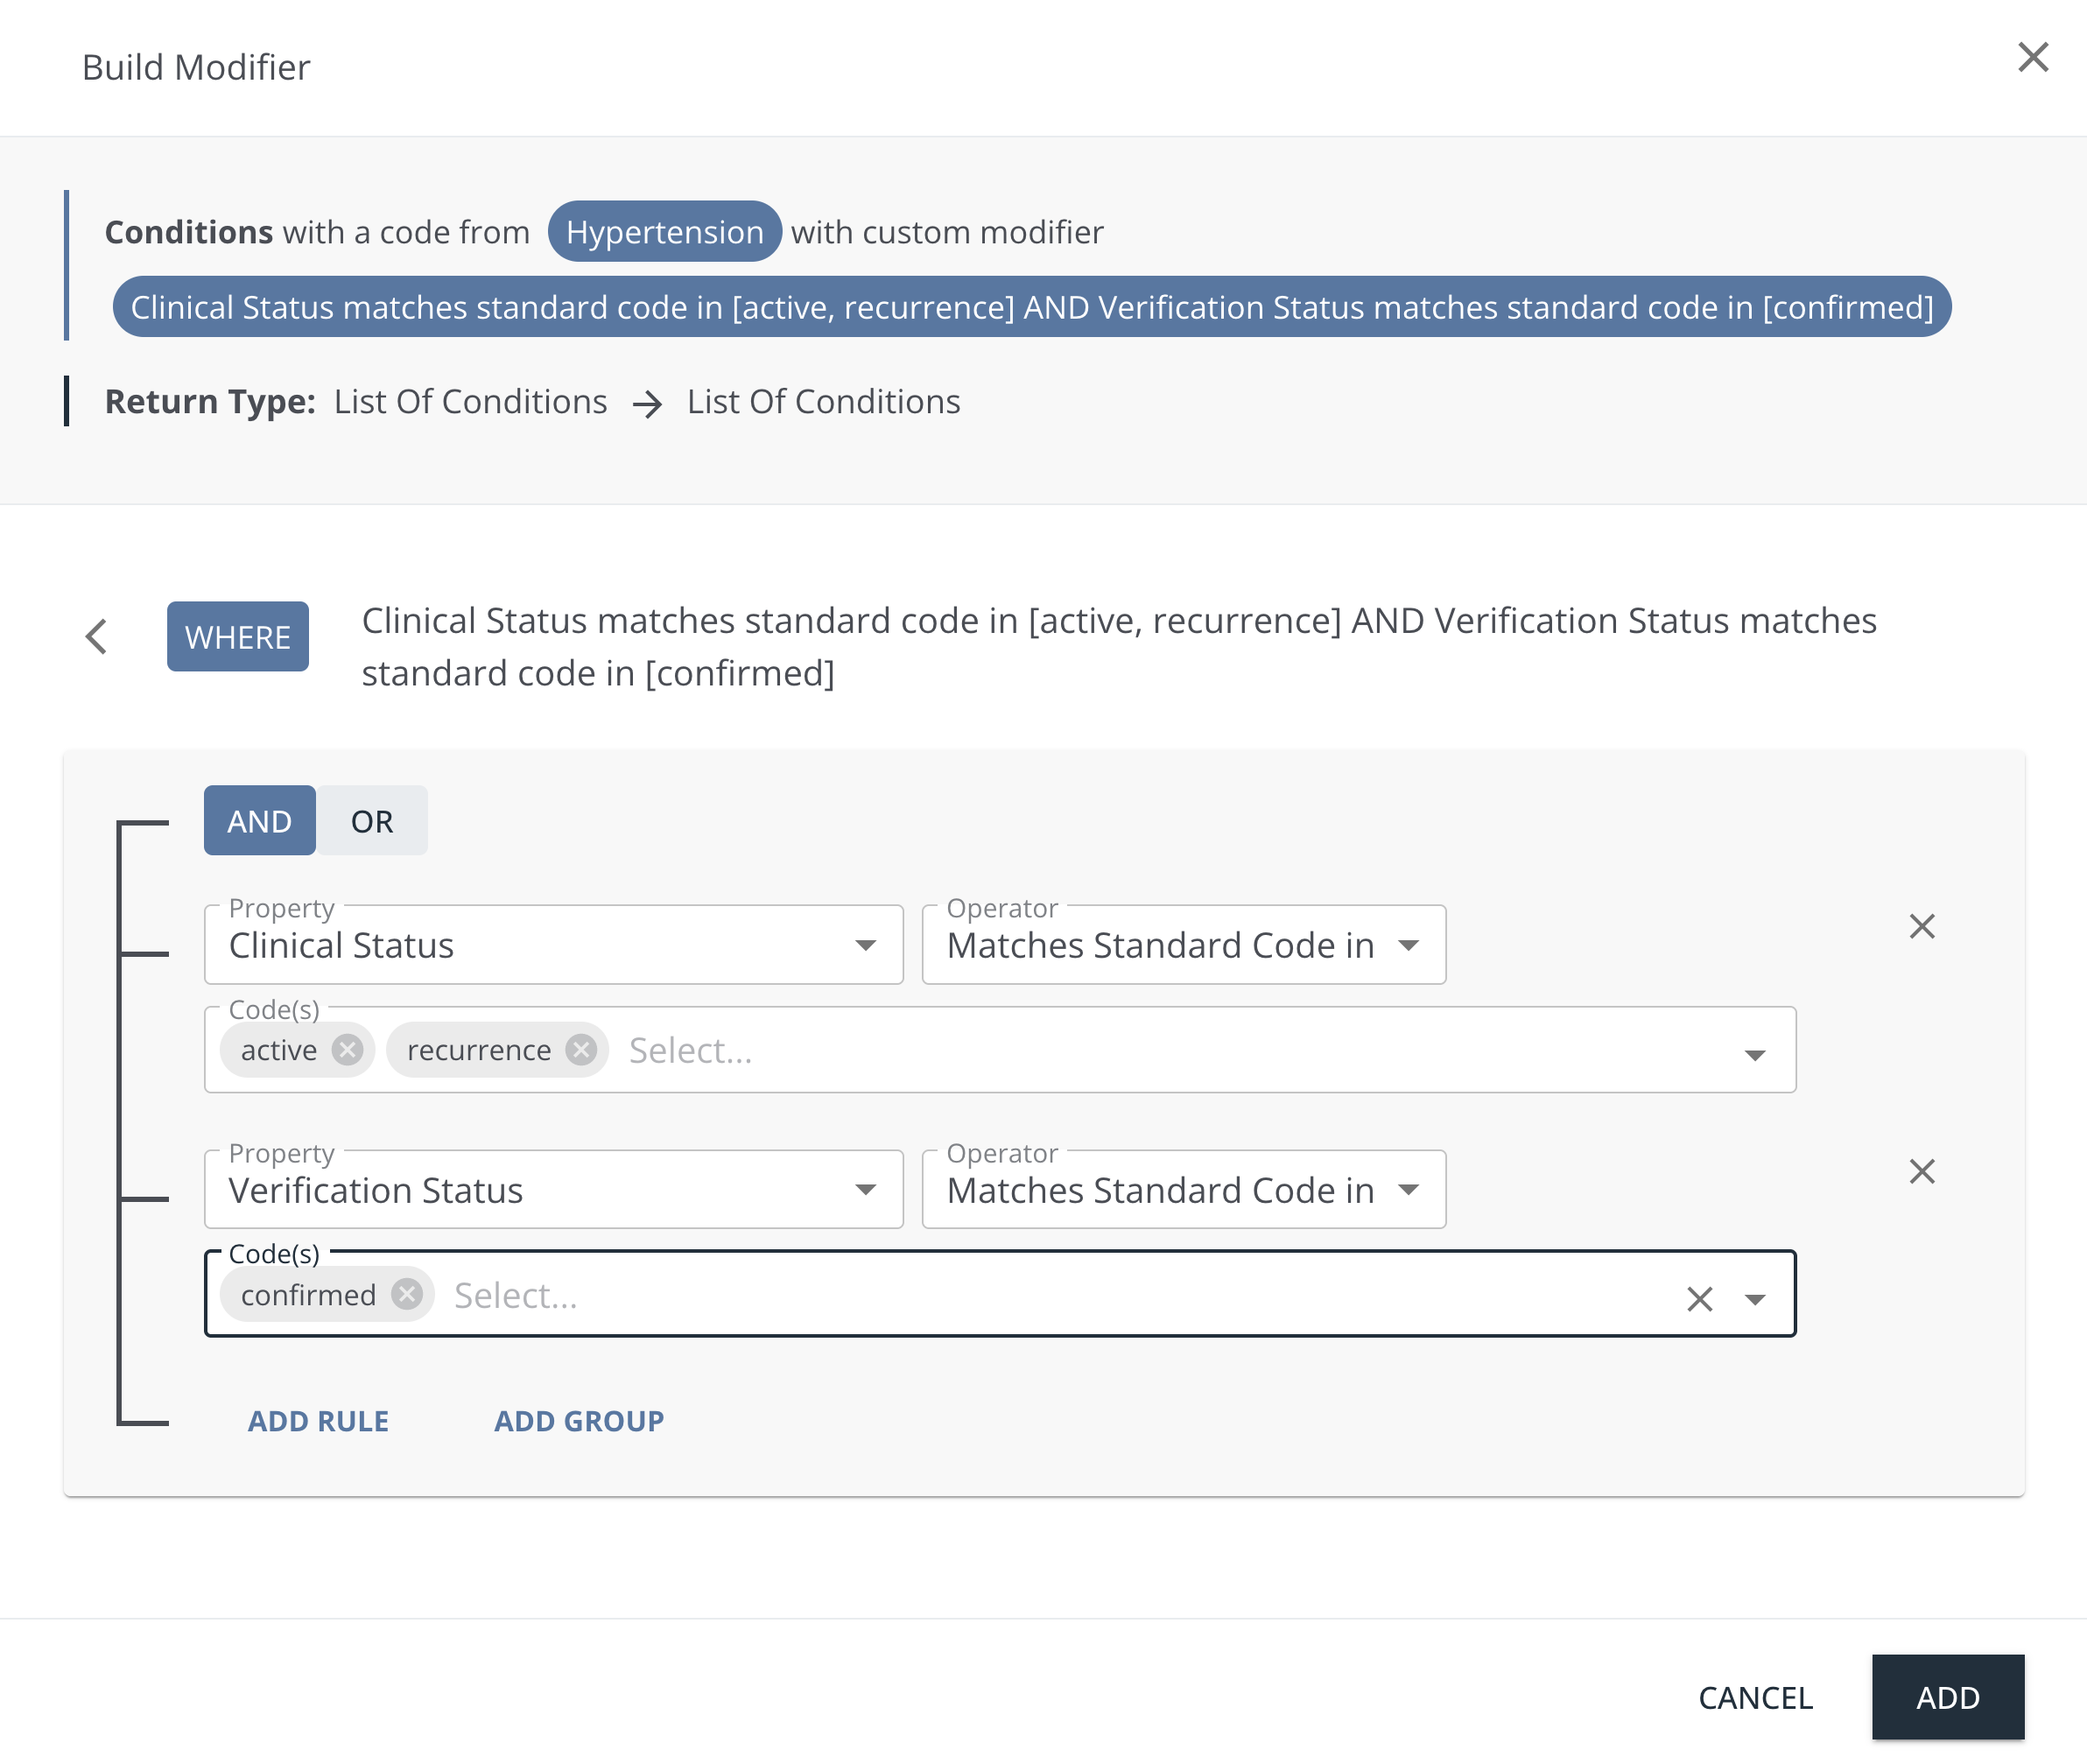 Build Modifier
Conditions with a code from Hypertension with custom modifier
Clinical Status matches standard code in [active, recurrence] AND Verification Status matches standard code in [confirmed]
Return Type: List Of Conditions → List Of Conditions
WHERE
Clinical Status matches standard code in [active, recurrence] AND Verification Status matches
standard code in [confirmed]
AND OR
Property
Clinical Status
Operator
Matches Standard Code in
Code(s)
active recurrence Select...
Property
Verification Status
Operator
Matches Standard Code in
Code(s)
confirmed Select...
ADD RULE ADD GROUP
CANCEL ADD